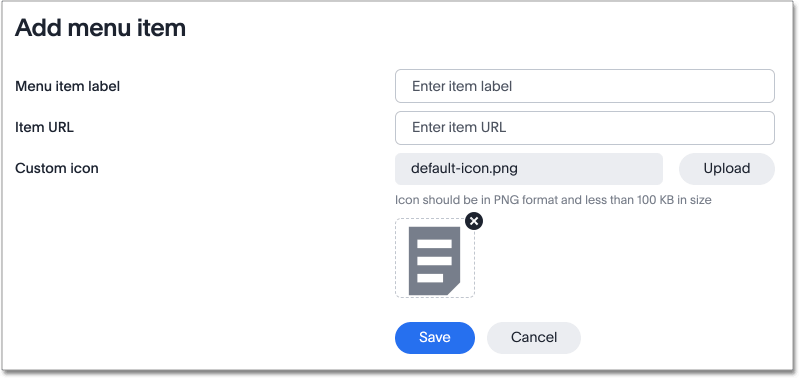 Add menu item
Menu item label
Enter item label
Item URL
Enter item URL
Custom icon
default-icon.png
Upload
Icon should be in PNG format and less than 100 KB in size
Save
Cancel